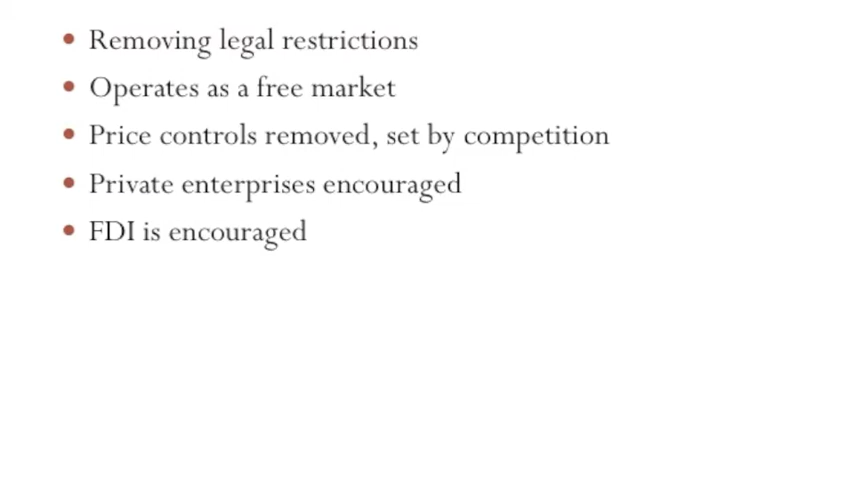 • Removing legal restrictions
• Operates as a free market
• Price controls removed, set by competition
• Private enterprises encouraged
• FDI is encouraged